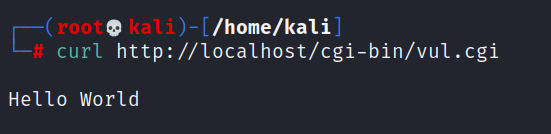 ┌──(root💀kali)-[/home/kali]
└─# curl http://localhost/cgi-bin/vul.cgi
Hello World